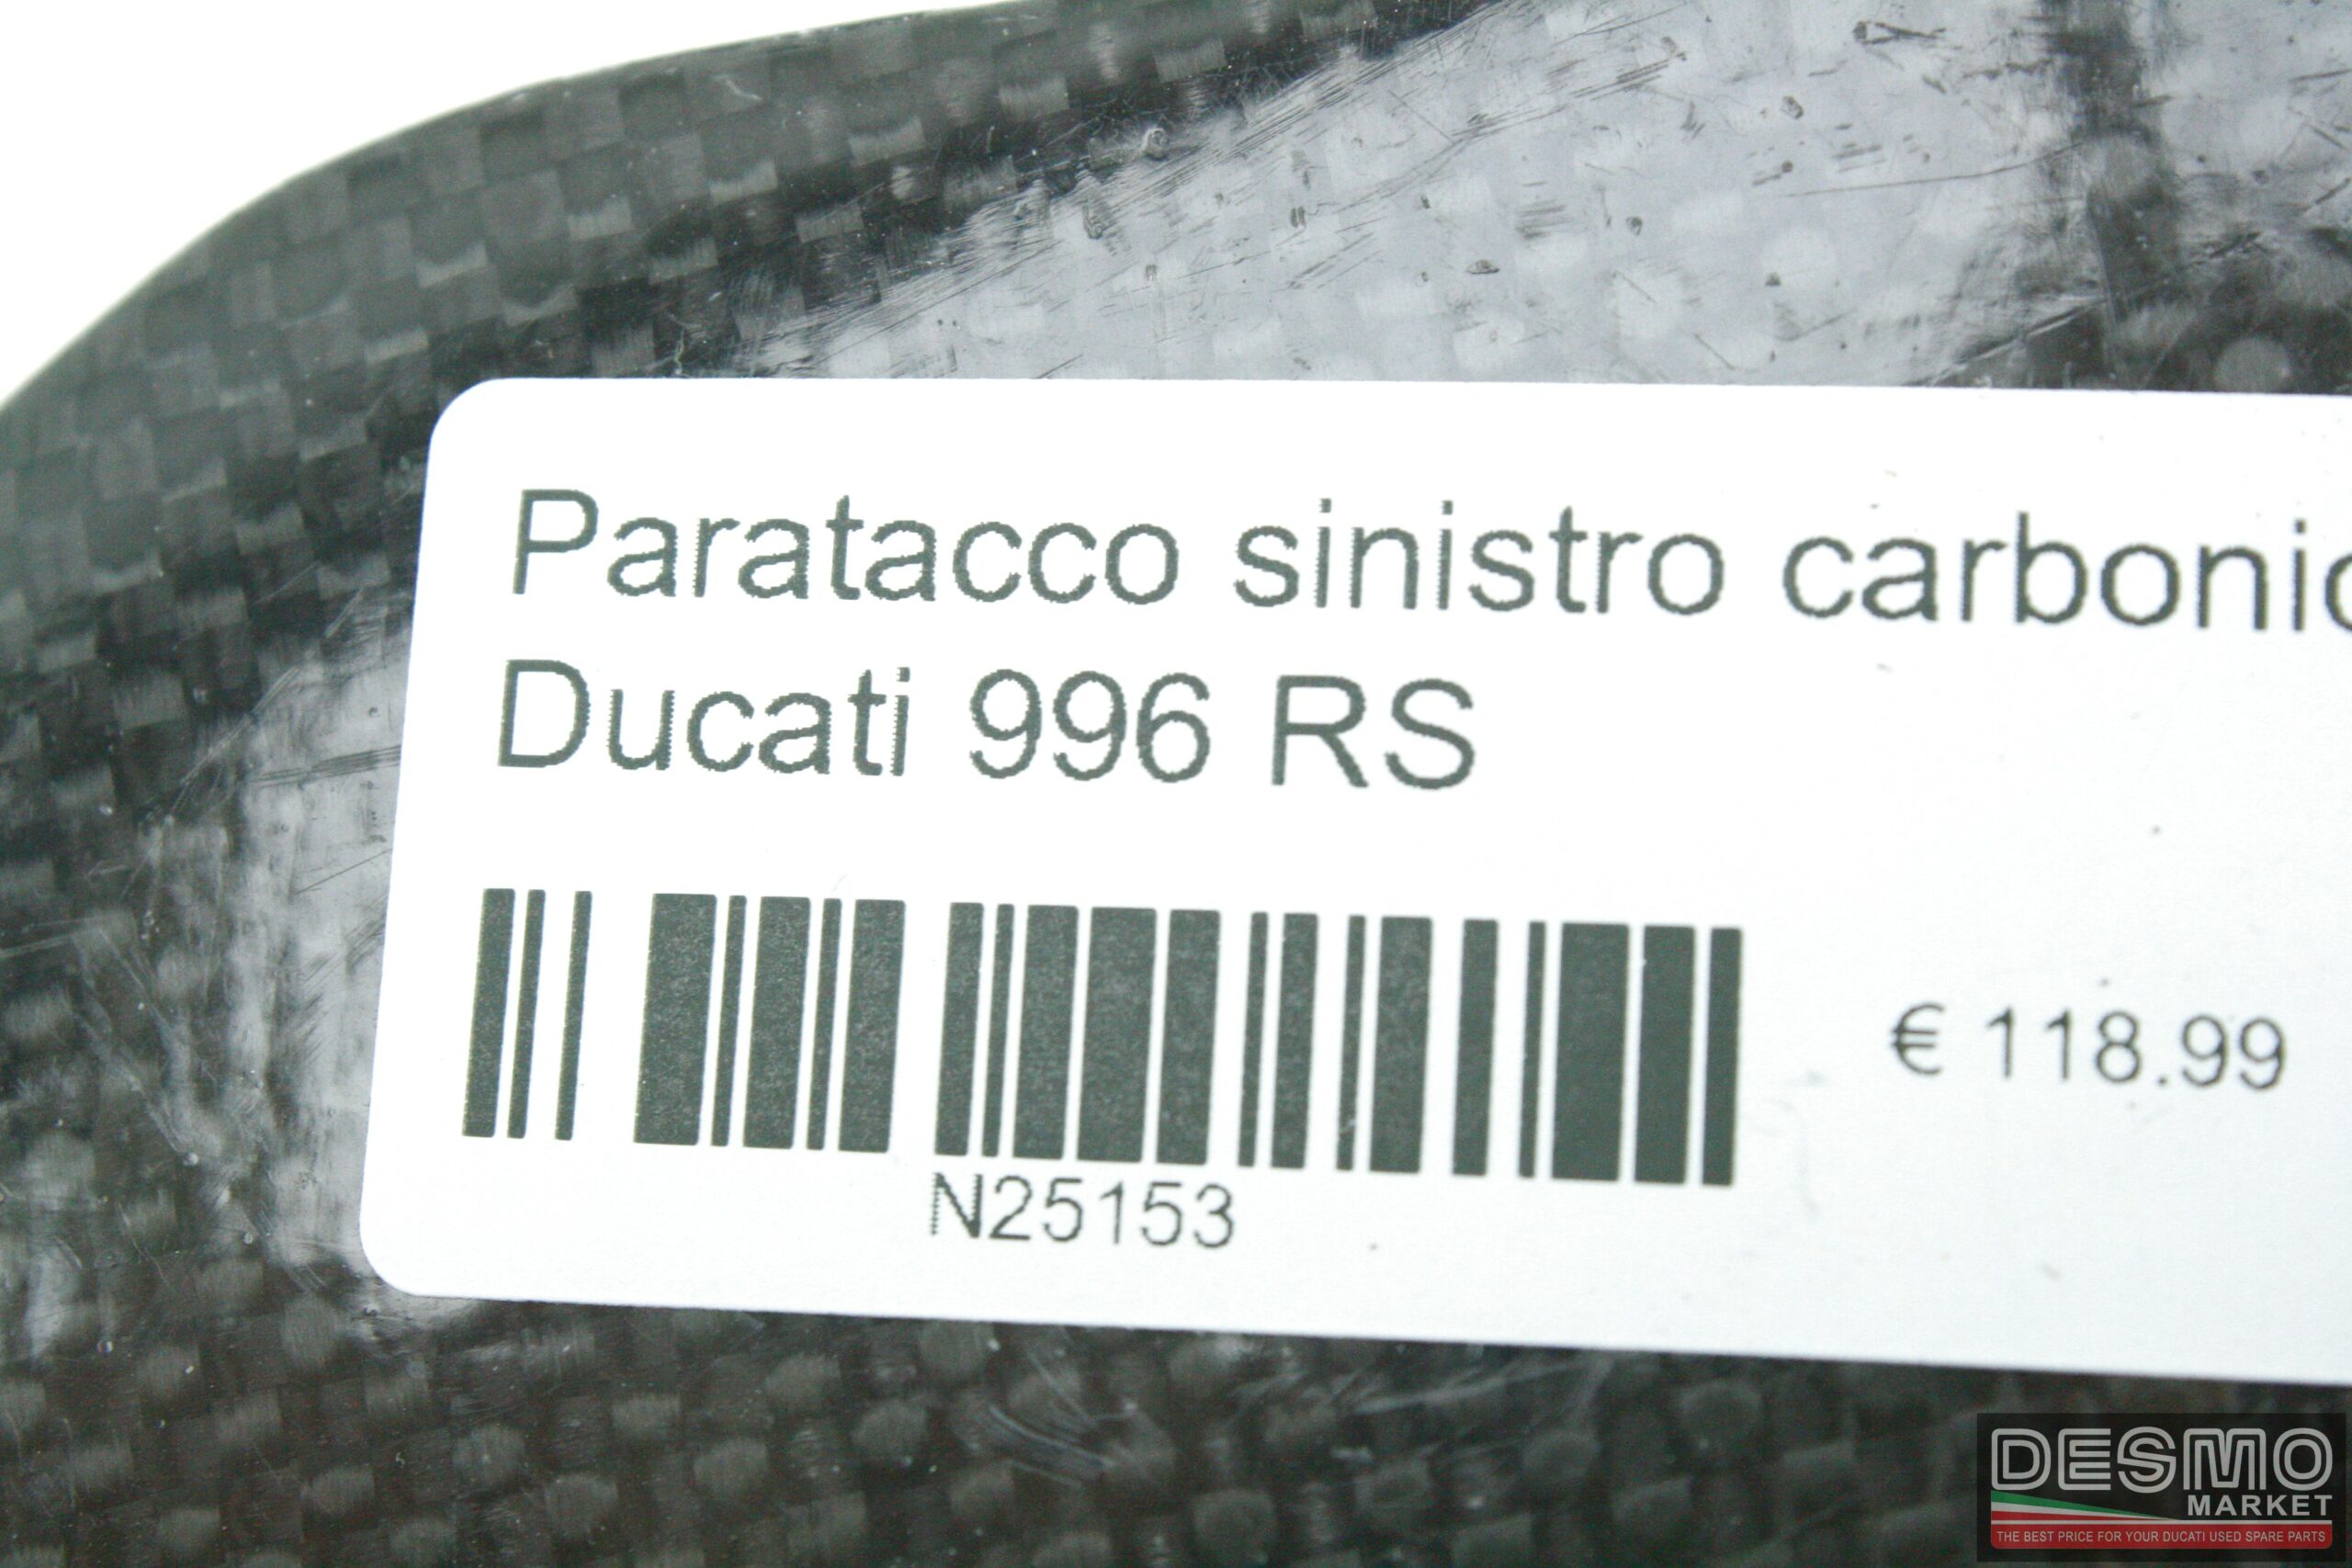 Paratacco sinistro carbonio
Ducati 996 RS
€ 118.99
N25153
DESMO
MARKET
THE BEST PRICE FOR YOUR DUCATI USED SPARE PARTS